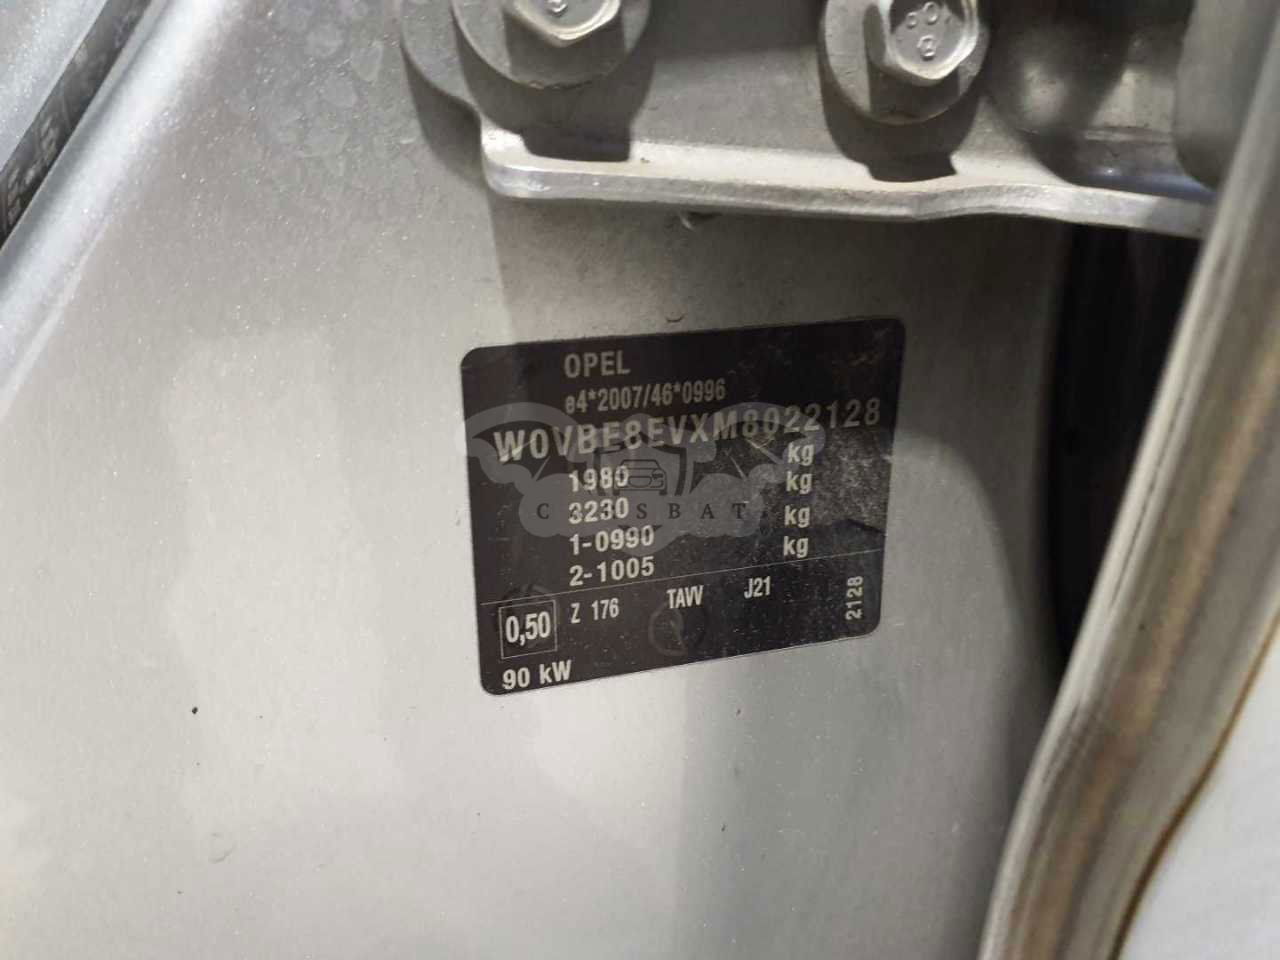 OPEL
e4*2007/46*0996
W0VBE8EVXM8022128
1980 kg
3230 kg
1-0990 kg
2-1005 kg
0,50 Z 176 TAW J21 2128
90 kW